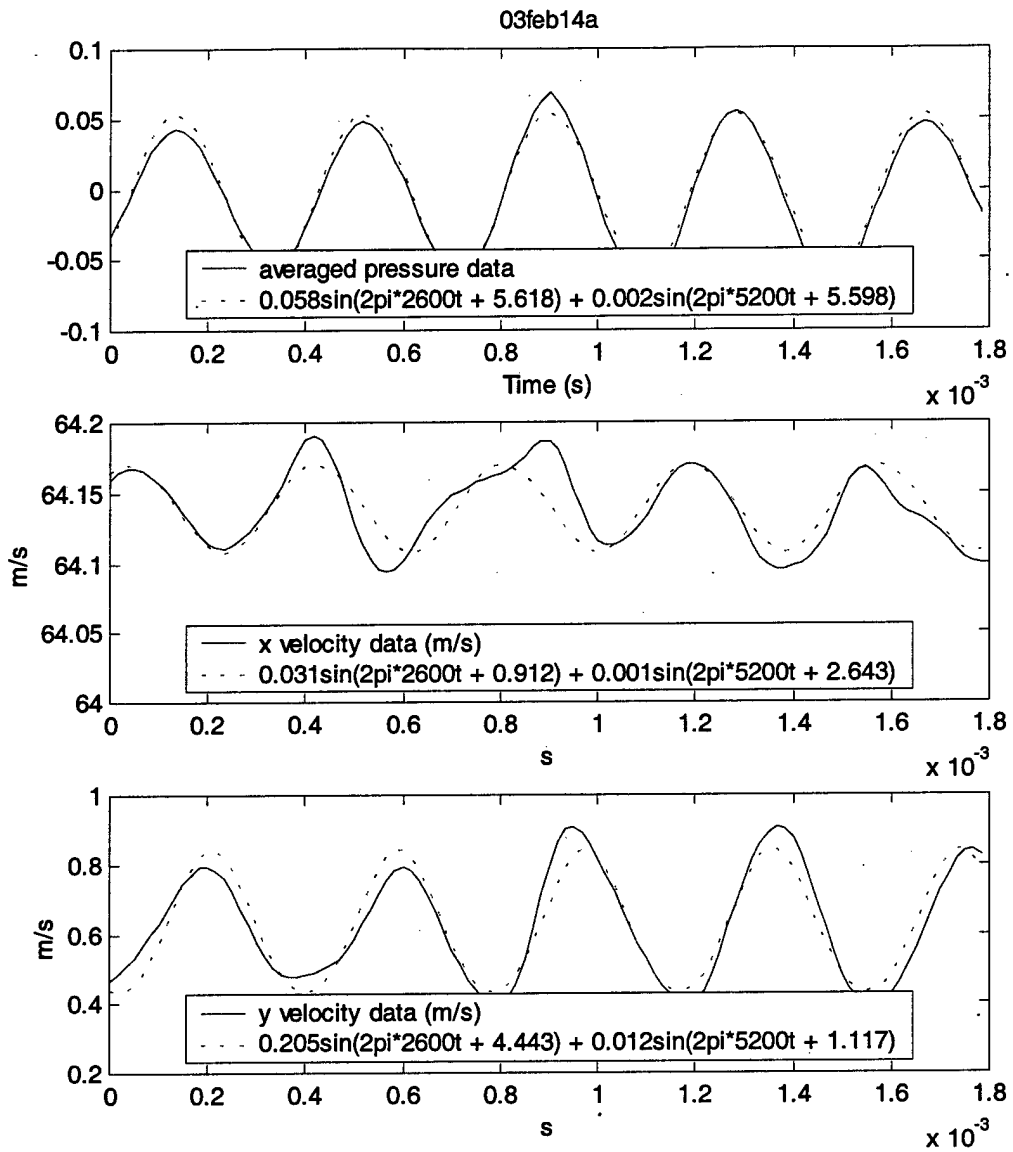 03feb14a
0.1
0.05
0
-0.05
-0.1
averaged pressure data
0.058sin(2pi*2600t + 5.618) + 0.002sin(2pi*5200t + 5.598)
0 0.2 0.4 0.6 0.8 1 1.2 1.4 1.6 1.8
Time (s)
x 10^-3
64.2
64.15
64.1
64.05
64
m/s
x velocity data (m/s)
0.031sin(2pi*2600t + 0.912) + 0.001sin(2pi*5200t + 2.643)
0 0.2 0.4 0.6 0.8 1 1.2 1.4 1.6 1.8
s
x 10^-3
1
0.8
0.6
0.4
0.2
m/s
y velocity data (m/s)
0.205sin(2pi*2600t + 4.443) + 0.012sin(2pi*5200t + 1.117)
0 0.2 0.4 0.6 0.8 1 1.2 1.4 1.6 1.8
s
x 10^-3